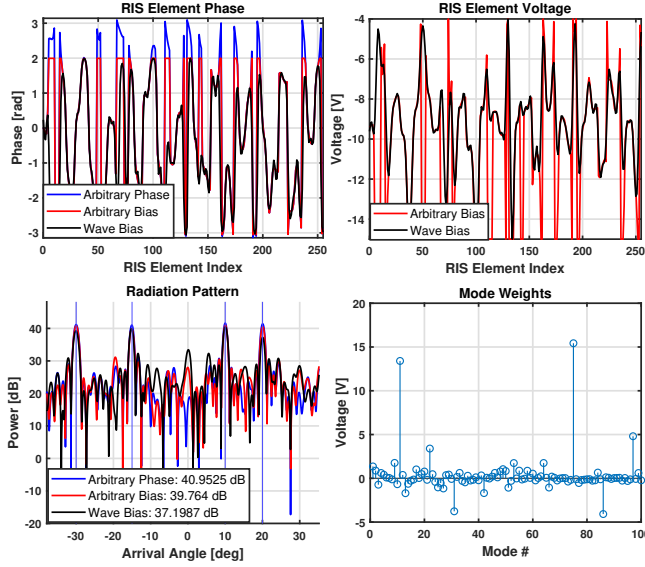 RIS Element Phase
3
2
1
0
-1
-2
-3
Phase [rad]
Arbitrary Phase
Arbitrary Bias
Wave Bias
0 50 100 150 200 250
RIS Element Index
RIS Element Voltage
-4
-6
-8
-10
-12
-14
Voltage [V]
Arbitrary Bias
Wave Bias
0 50 100 150 200 250
RIS Element Index
Radiation Pattern
40
20
0
-20
Power [dB]
Arbitrary Phase: 40.9525 dB
Arbitrary Bias: 39.764 dB
Wave Bias: 37.1987 dB
-30 -20 -10 0 10 20 30
Arrival Angle [deg]
Mode Weights
20
15
10
5
0
-5
Voltage [V]
0 20 40 60 80 100
Mode #